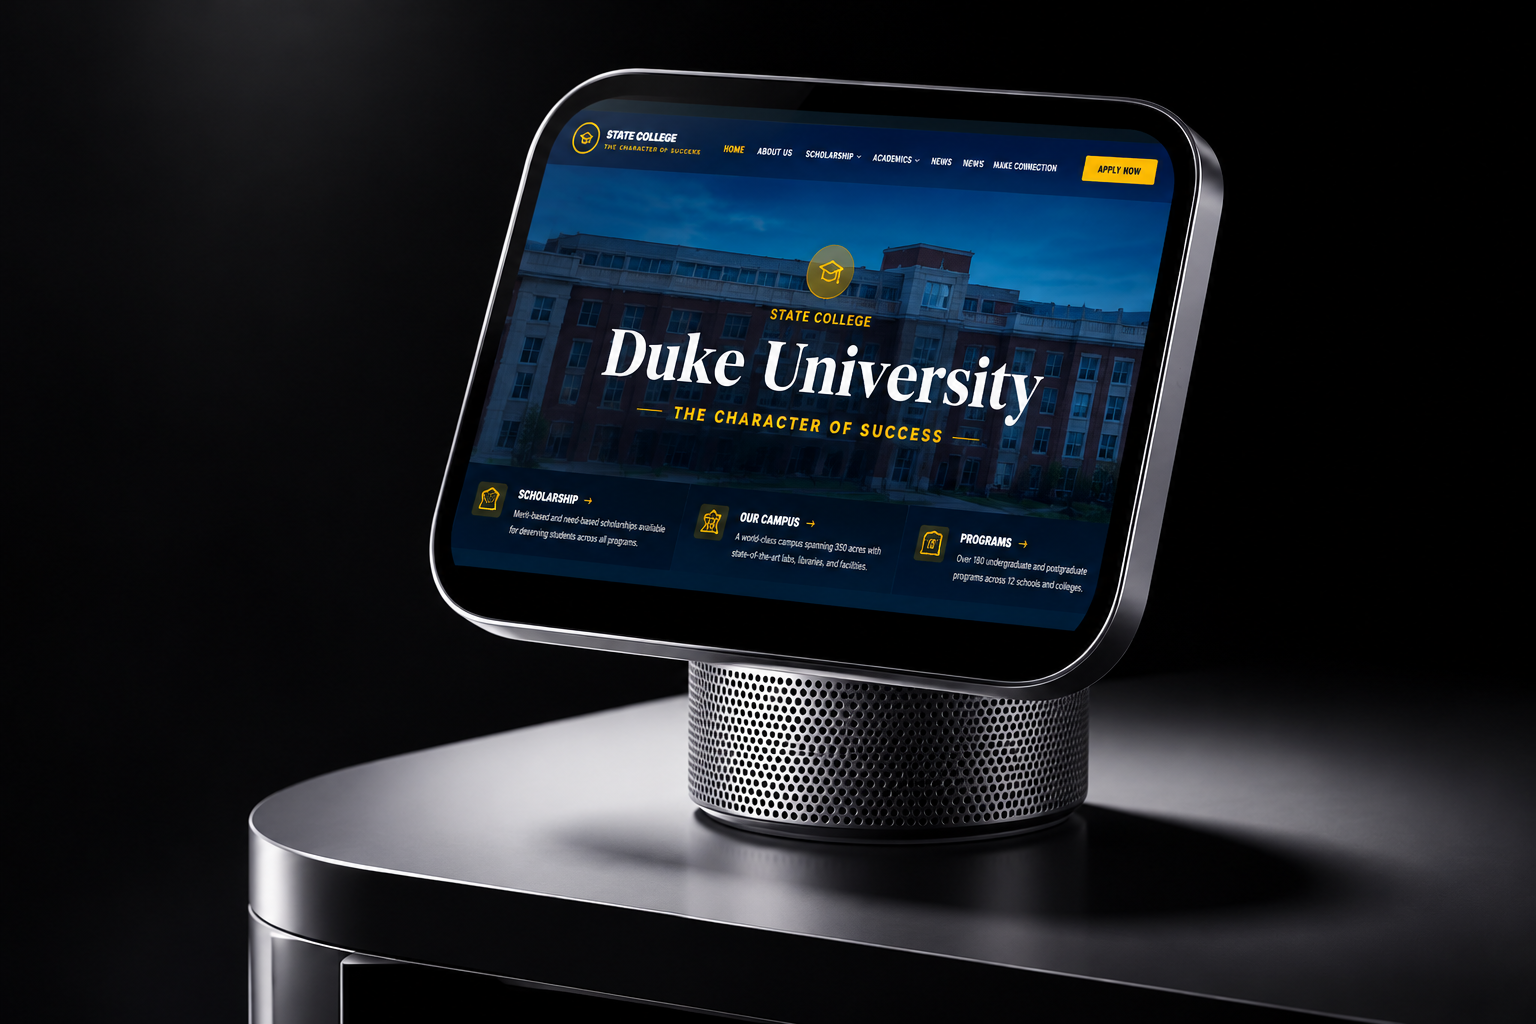 STATE COLLEGE
THE CHARACTER OF SUCCESS
HOME ABOUT US SCHOLARSHIP ACADEMICS NEWS NEWS MAKE CONNECTION APPLY NOW
STATE COLLEGE
Duke University
THE CHARACTER OF SUCCESS
SCHOLARSHIP →
Merit-based and need-based scholarships available
for deserving students across all programs.
OUR CAMPUS →
A world-class campus spanning 350 acres with
state-of-the-art labs, libraries, and facilities.
PROGRAMS →
Over 180 undergraduate and postgraduate
programs across 12 schools and colleges.